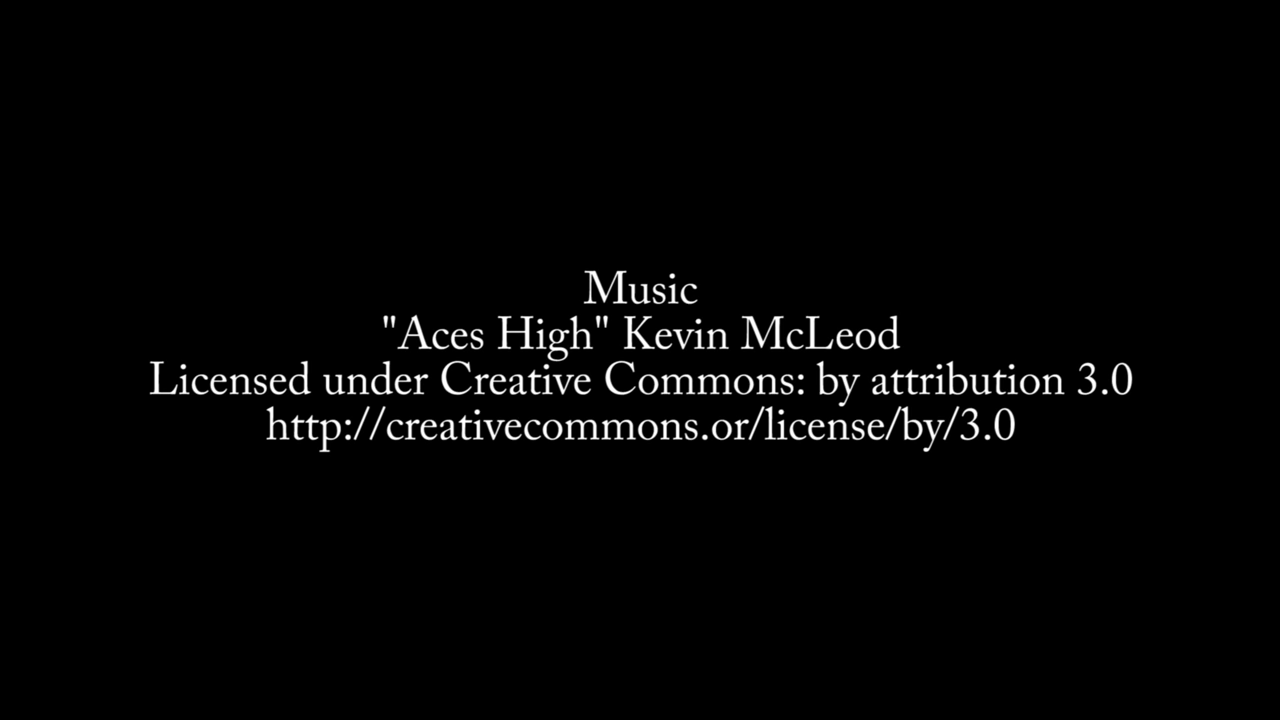 Music
"Aces High" Kevin McLeod
Licensed under Creative Commons: by attribution 3.0
http://creativecommons.or/license/by/3.0